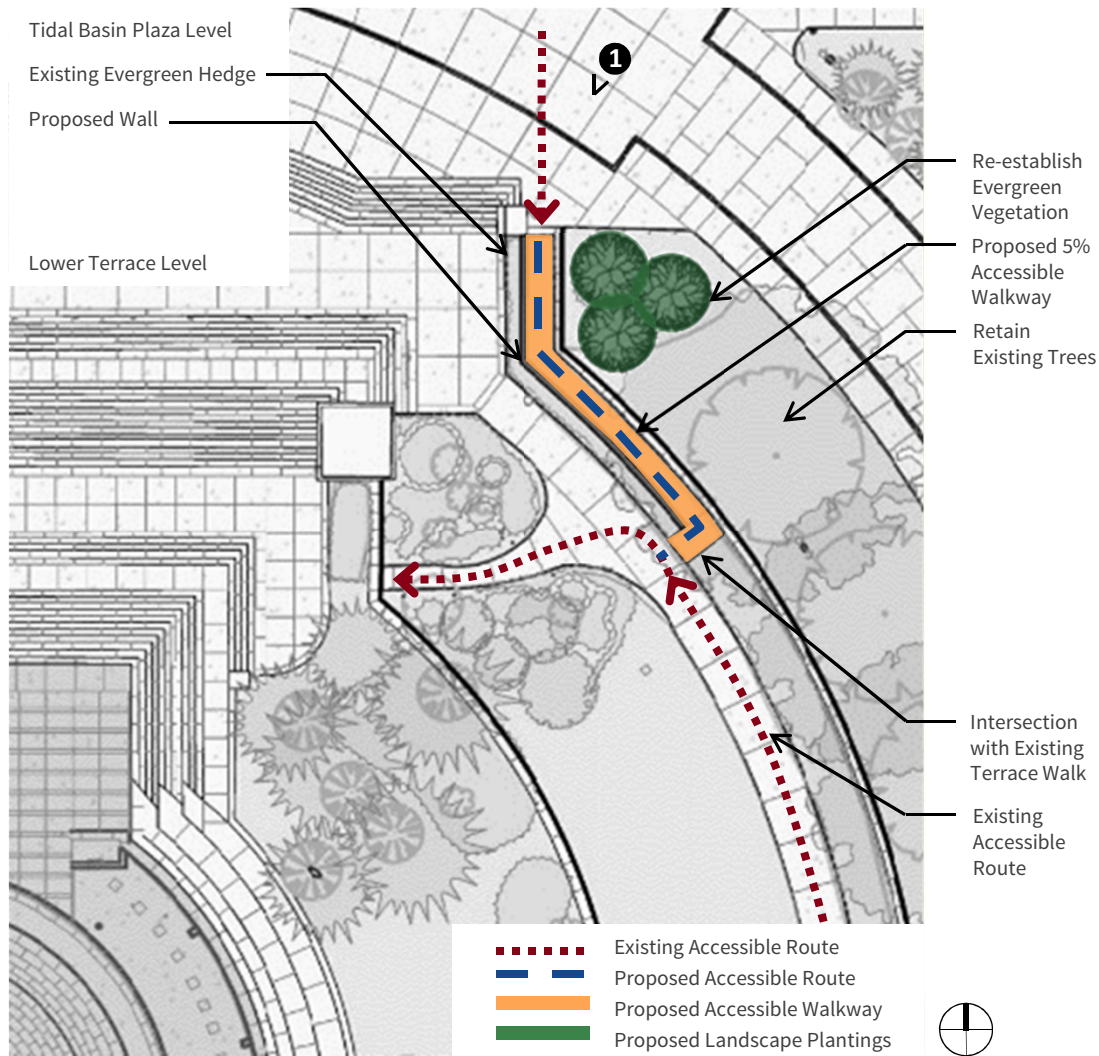 Tidal Basin Plaza Level
Existing Evergreen Hedge
Proposed Wall
Lower Terrace Level
1
Re-establish
Evergreen
Vegetation
Proposed 5%
Accessible
Walkway
Retain
Existing Trees
Intersection
with Existing
Terrace Walk
Existing
Accessible
Route
Existing Accessible Route
Proposed Accessible Route
Proposed Accessible Walkway
Proposed Landscape Plantings